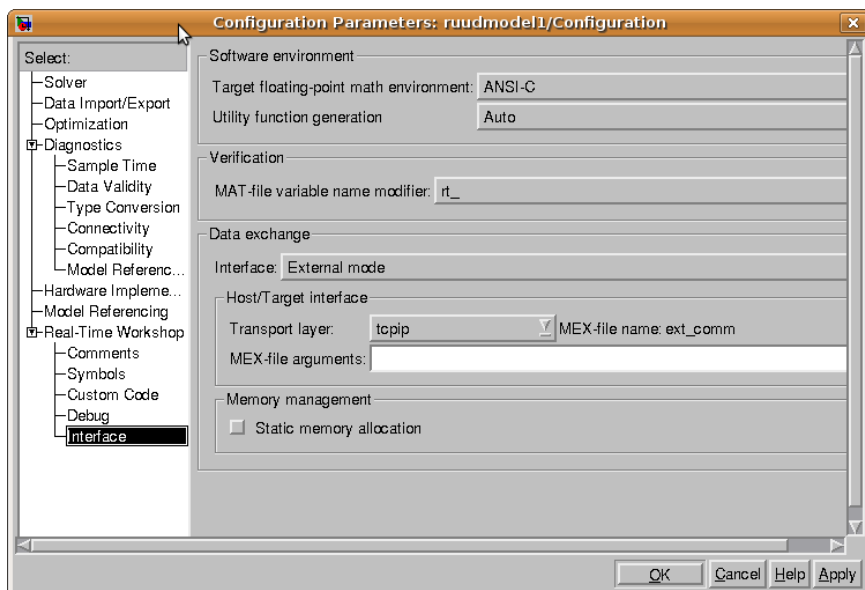 Configuration Parameters: ruudmodel1/Configuration
Select:
Solver
Data Import/Export
Optimization
Diagnostics
Sample Time
Data Validity
Type Conversion
Connectivity
Compatibility
Model Referenc...
Hardware Impleme...
Model Referencing
Real-Time Workshop
Comments
Symbols
Custom Code
Debug
Interface
Software environment
Target floating-point math environment: ANSI-C
Utility function generation Auto
Verification
MAT-file variable name modifier: rt_
Data exchange
Interface: External mode
Host/Target interface
Transport layer: tcpip MEX-file name: ext_comm
MEX-file arguments:
Memory management
Static memory allocation
OK Cancel Help Apply